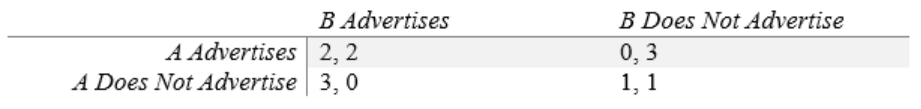 B Advertises B Does Not Advertise
A Advertises 2, 2 0, 3
A Does Not Advertise 3, 0 1, 1